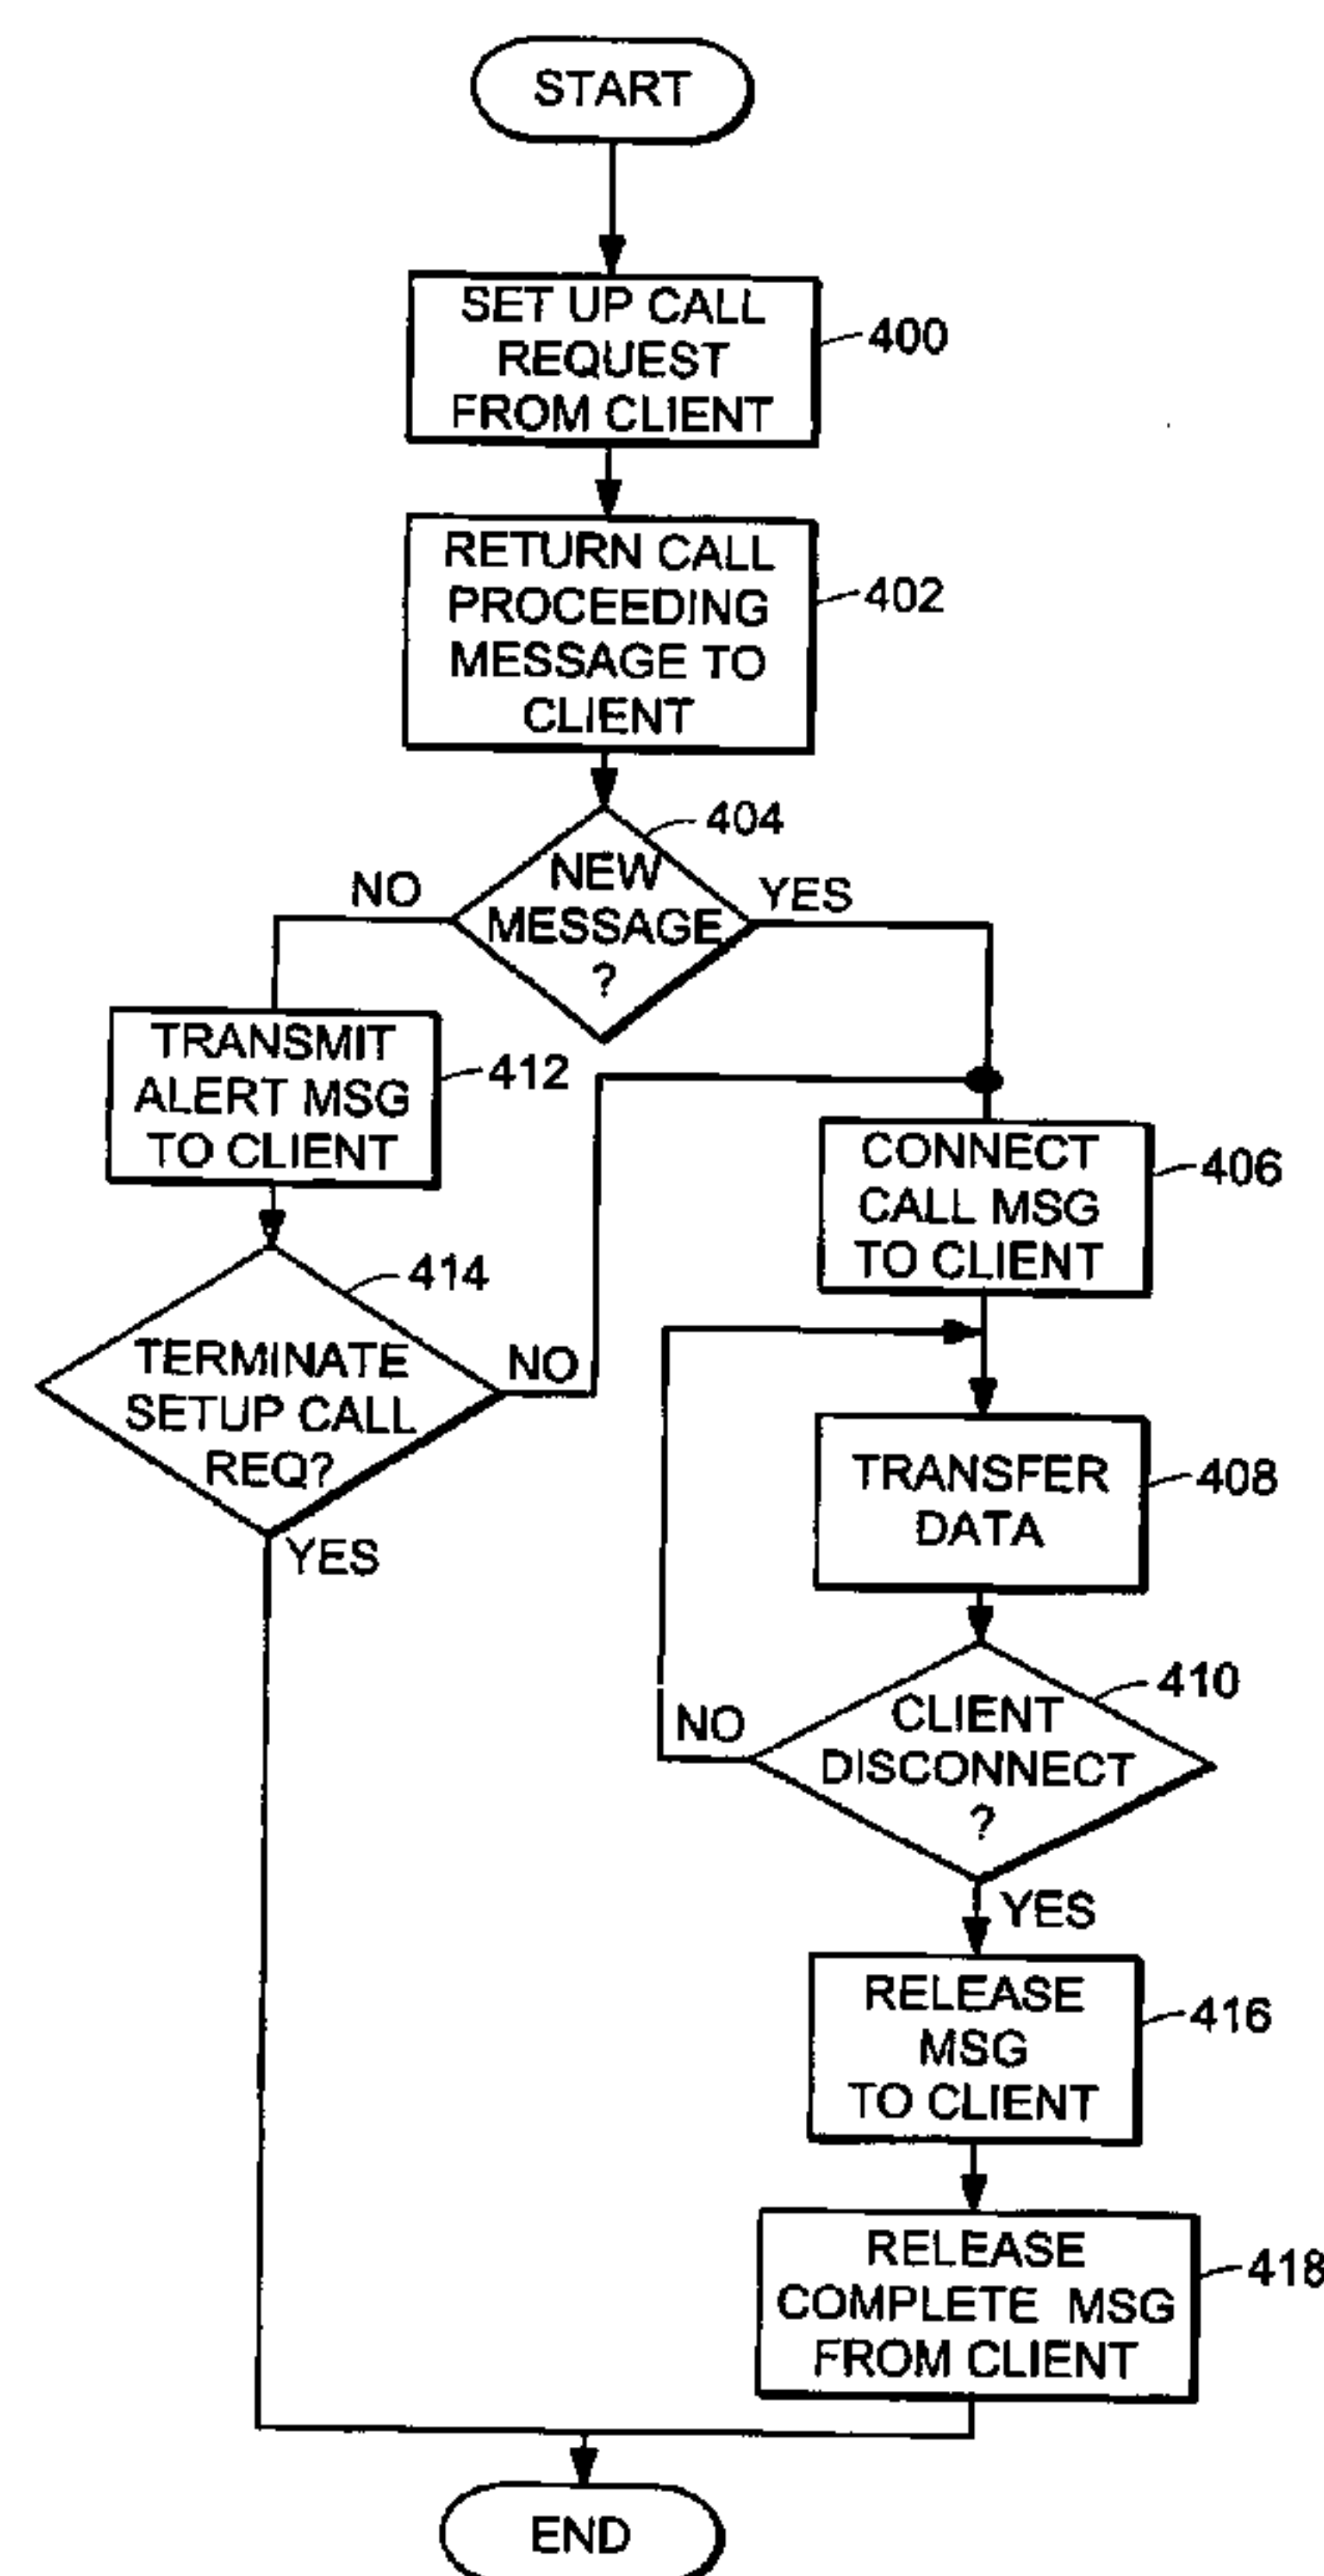 START
SET UP CALL
REQUEST
FROM CLIENT
400
RETURN CALL
PROCEEDING
MESSAGE TO
CLIENT
402
404
NEW
MESSAGE
?
NO
YES
TRANSMIT
ALERT MSG
TO CLIENT
412
CONNECT
CALL MSG
TO CLIENT
406
414
TERMINATE
SETUP CALL
REQ?
NO
YES
TRANSFER
DATA
408
410
CLIENT
DISCONNECT
?
NO
YES
RELEASE
MSG
TO CLIENT
416
RELEASE
COMPLETE MSG
FROM CLIENT
418
END